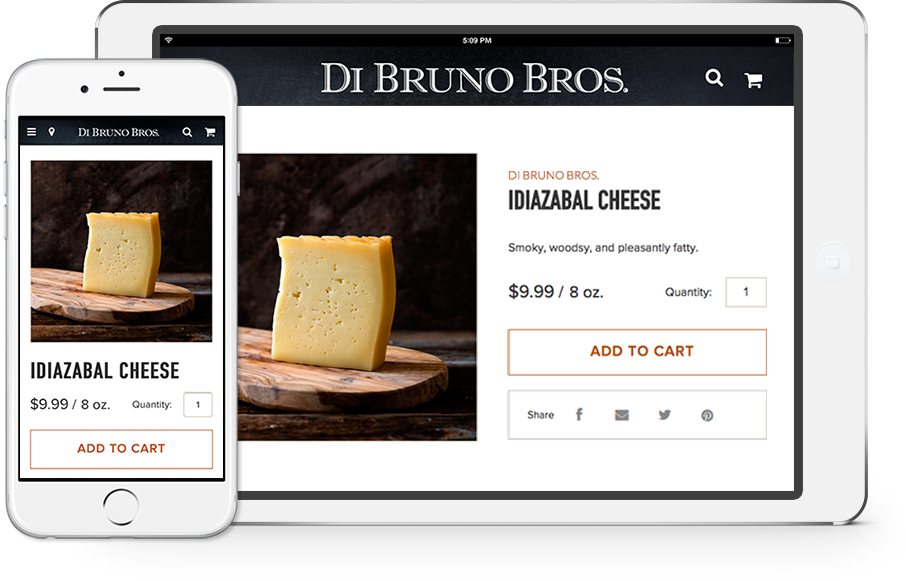 5:09 PM
DI BRUNO BROS.
DI BRUNO BROS.
IDIAZABAL CHEESE
Smoky, woodsy, and pleasantly fatty.
$9.99 / 8 oz.
Quantity: 1
ADD TO CART
Share
DI BRUNO BROS.
IDIAZABAL CHEESE
$9.99 / 8 oz.
Quantity: 1
ADD TO CART